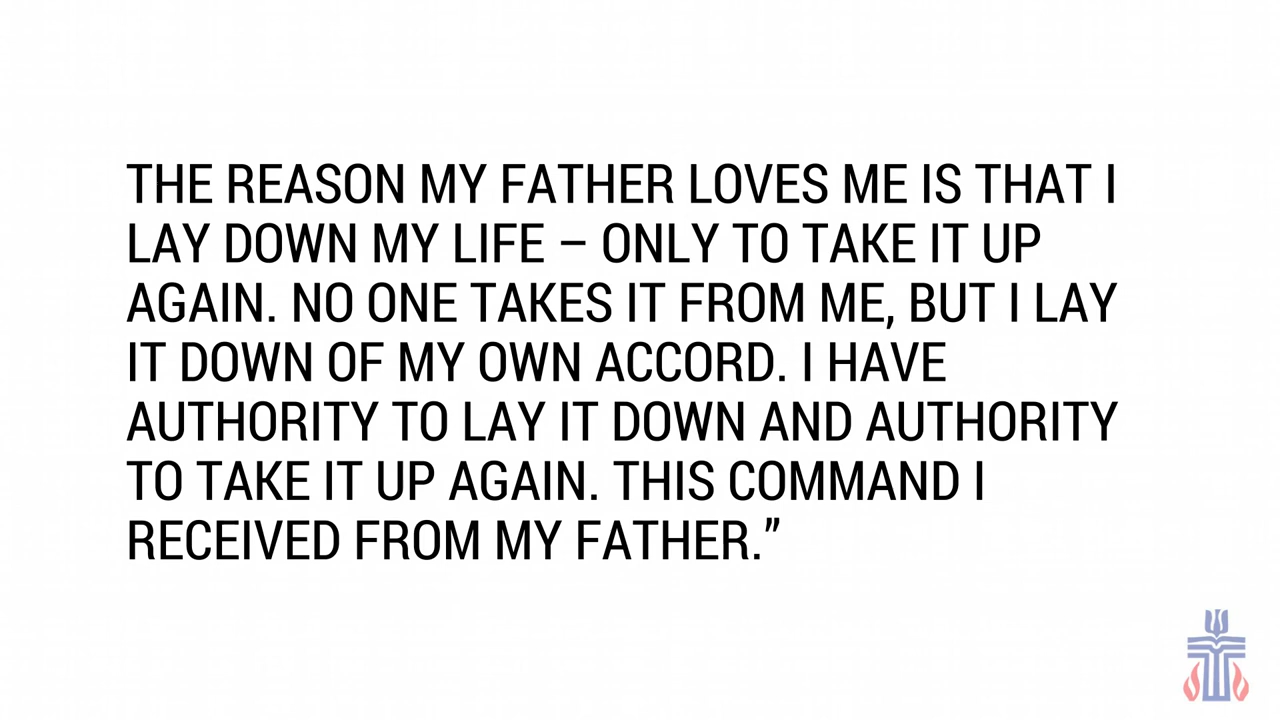 THE REASON MY FATHER LOVES ME IS THAT I
LAY DOWN MY LIFE – ONLY TO TAKE IT UP
AGAIN. NO ONE TAKES IT FROM ME, BUT I LAY
IT DOWN OF MY OWN ACCORD. I HAVE
AUTHORITY TO LAY IT DOWN AND AUTHORITY
TO TAKE IT UP AGAIN. THIS COMMAND I
RECEIVED FROM MY FATHER.”